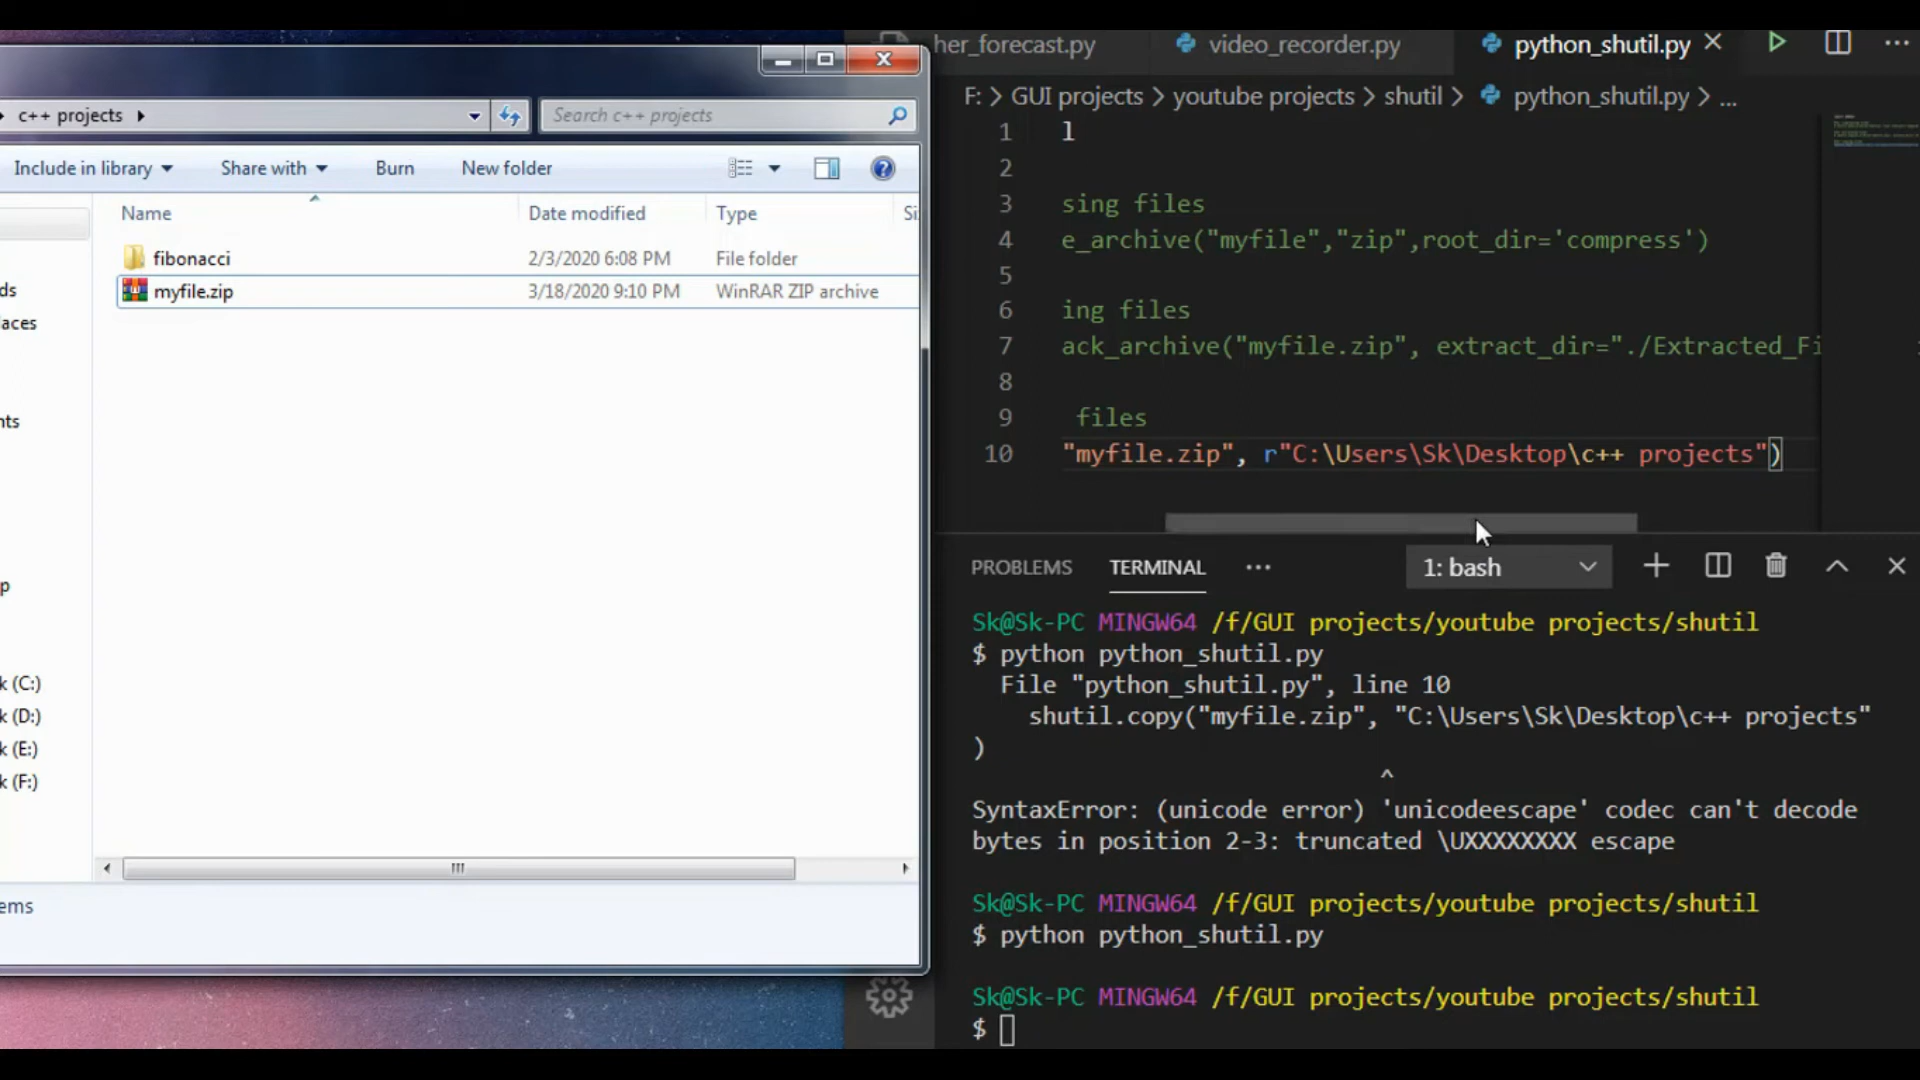 c++ projects
Search c++ projects
Include in library
Share with
Burn
New folder
Name
Date modified
Type
Si
fibonacci
2/3/2020 6:08 PM
File folder
myfile.zip
3/18/2020 9:10 PM
WinRAR ZIP archive
ds
laces
nts
p
k (C:)
k (D:)
k (E:)
k (F:)
ems
her_forecast.py
video_recorder.py
python_shutil.py
F: > GUI projects > youtube projects > shutil > python_shutil.py > ...
1 l
2
3 sing files
4 e_archive("myfile","zip",root_dir='compress')
5
6 ing files
7 ack_archive("myfile.zip", extract_dir="./Extracted_Fi
8
9 files
10 "myfile.zip", r"C:\Users\Sk\Desktop\c++ projects")
PROBLEMS
TERMINAL
...
1: bash
Sk@Sk-PC MINGW64 /f/GUI projects/youtube projects/shutil
$ python python_shutil.py
File "python_shutil.py", line 10
shutil.copy("myfile.zip", "C:\Users\Sk\Desktop\c++ projects"
)
^
SyntaxError: (unicode error) 'unicodeescape' codec can't decode
bytes in position 2-3: truncated \UXXXXXXXX escape
Sk@Sk-PC MINGW64 /f/GUI projects/youtube projects/shutil
$ python python_shutil.py
Sk@Sk-PC MINGW64 /f/GUI projects/youtube projects/shutil
$